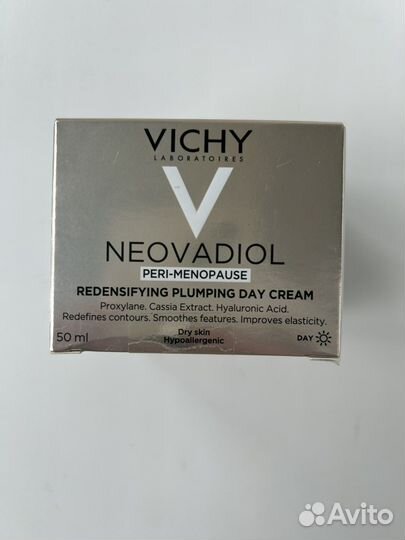 VICHY
LABORATOIRES
NEOVADIOL
PERI-MENOPAUSE
REDENSIFYING PLUMPING DAY CREAM
Proxylane. Cassia Extract. Hyaluronic Acid.
Redefines contours. Smoothes features. Improves elasticity.
50 ml
Dry skin
Hypoallergenic
DAY
Avito